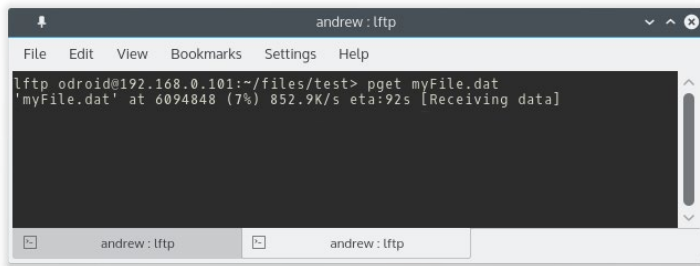 andrew : lftp
File Edit View Bookmarks Settings Help
lftp odroid@192.168.0.101:~/files/test> pget myFile.dat
'myFile.dat' at 6094848 (7%) 852.9K/s eta:92s [Receiving data]
andrew : lftp andrew : lftp